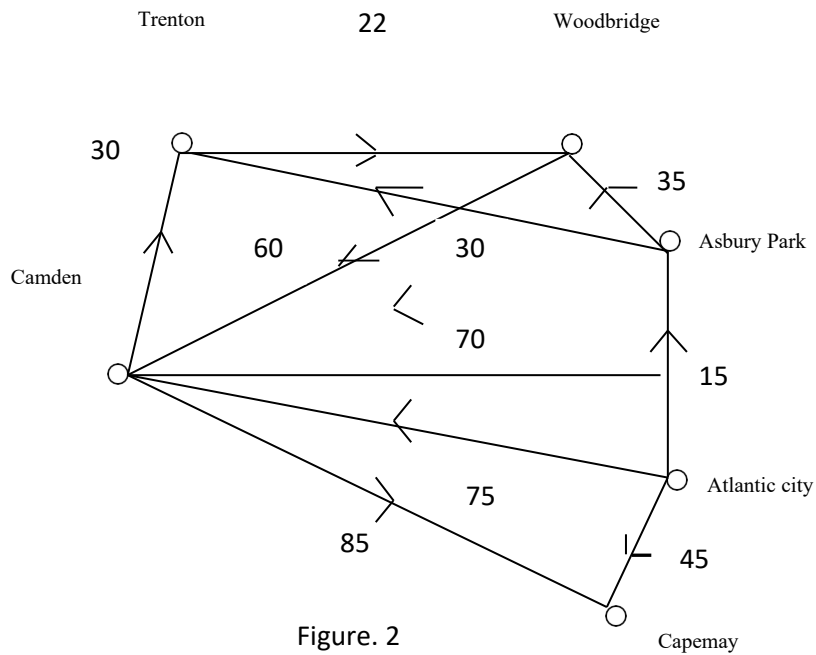 Trenton 22 Woodbridge
30
35
Asbury Park
60 30
Camden
70
15
Atlantic city
75
85
45
Figure. 2
Capemay